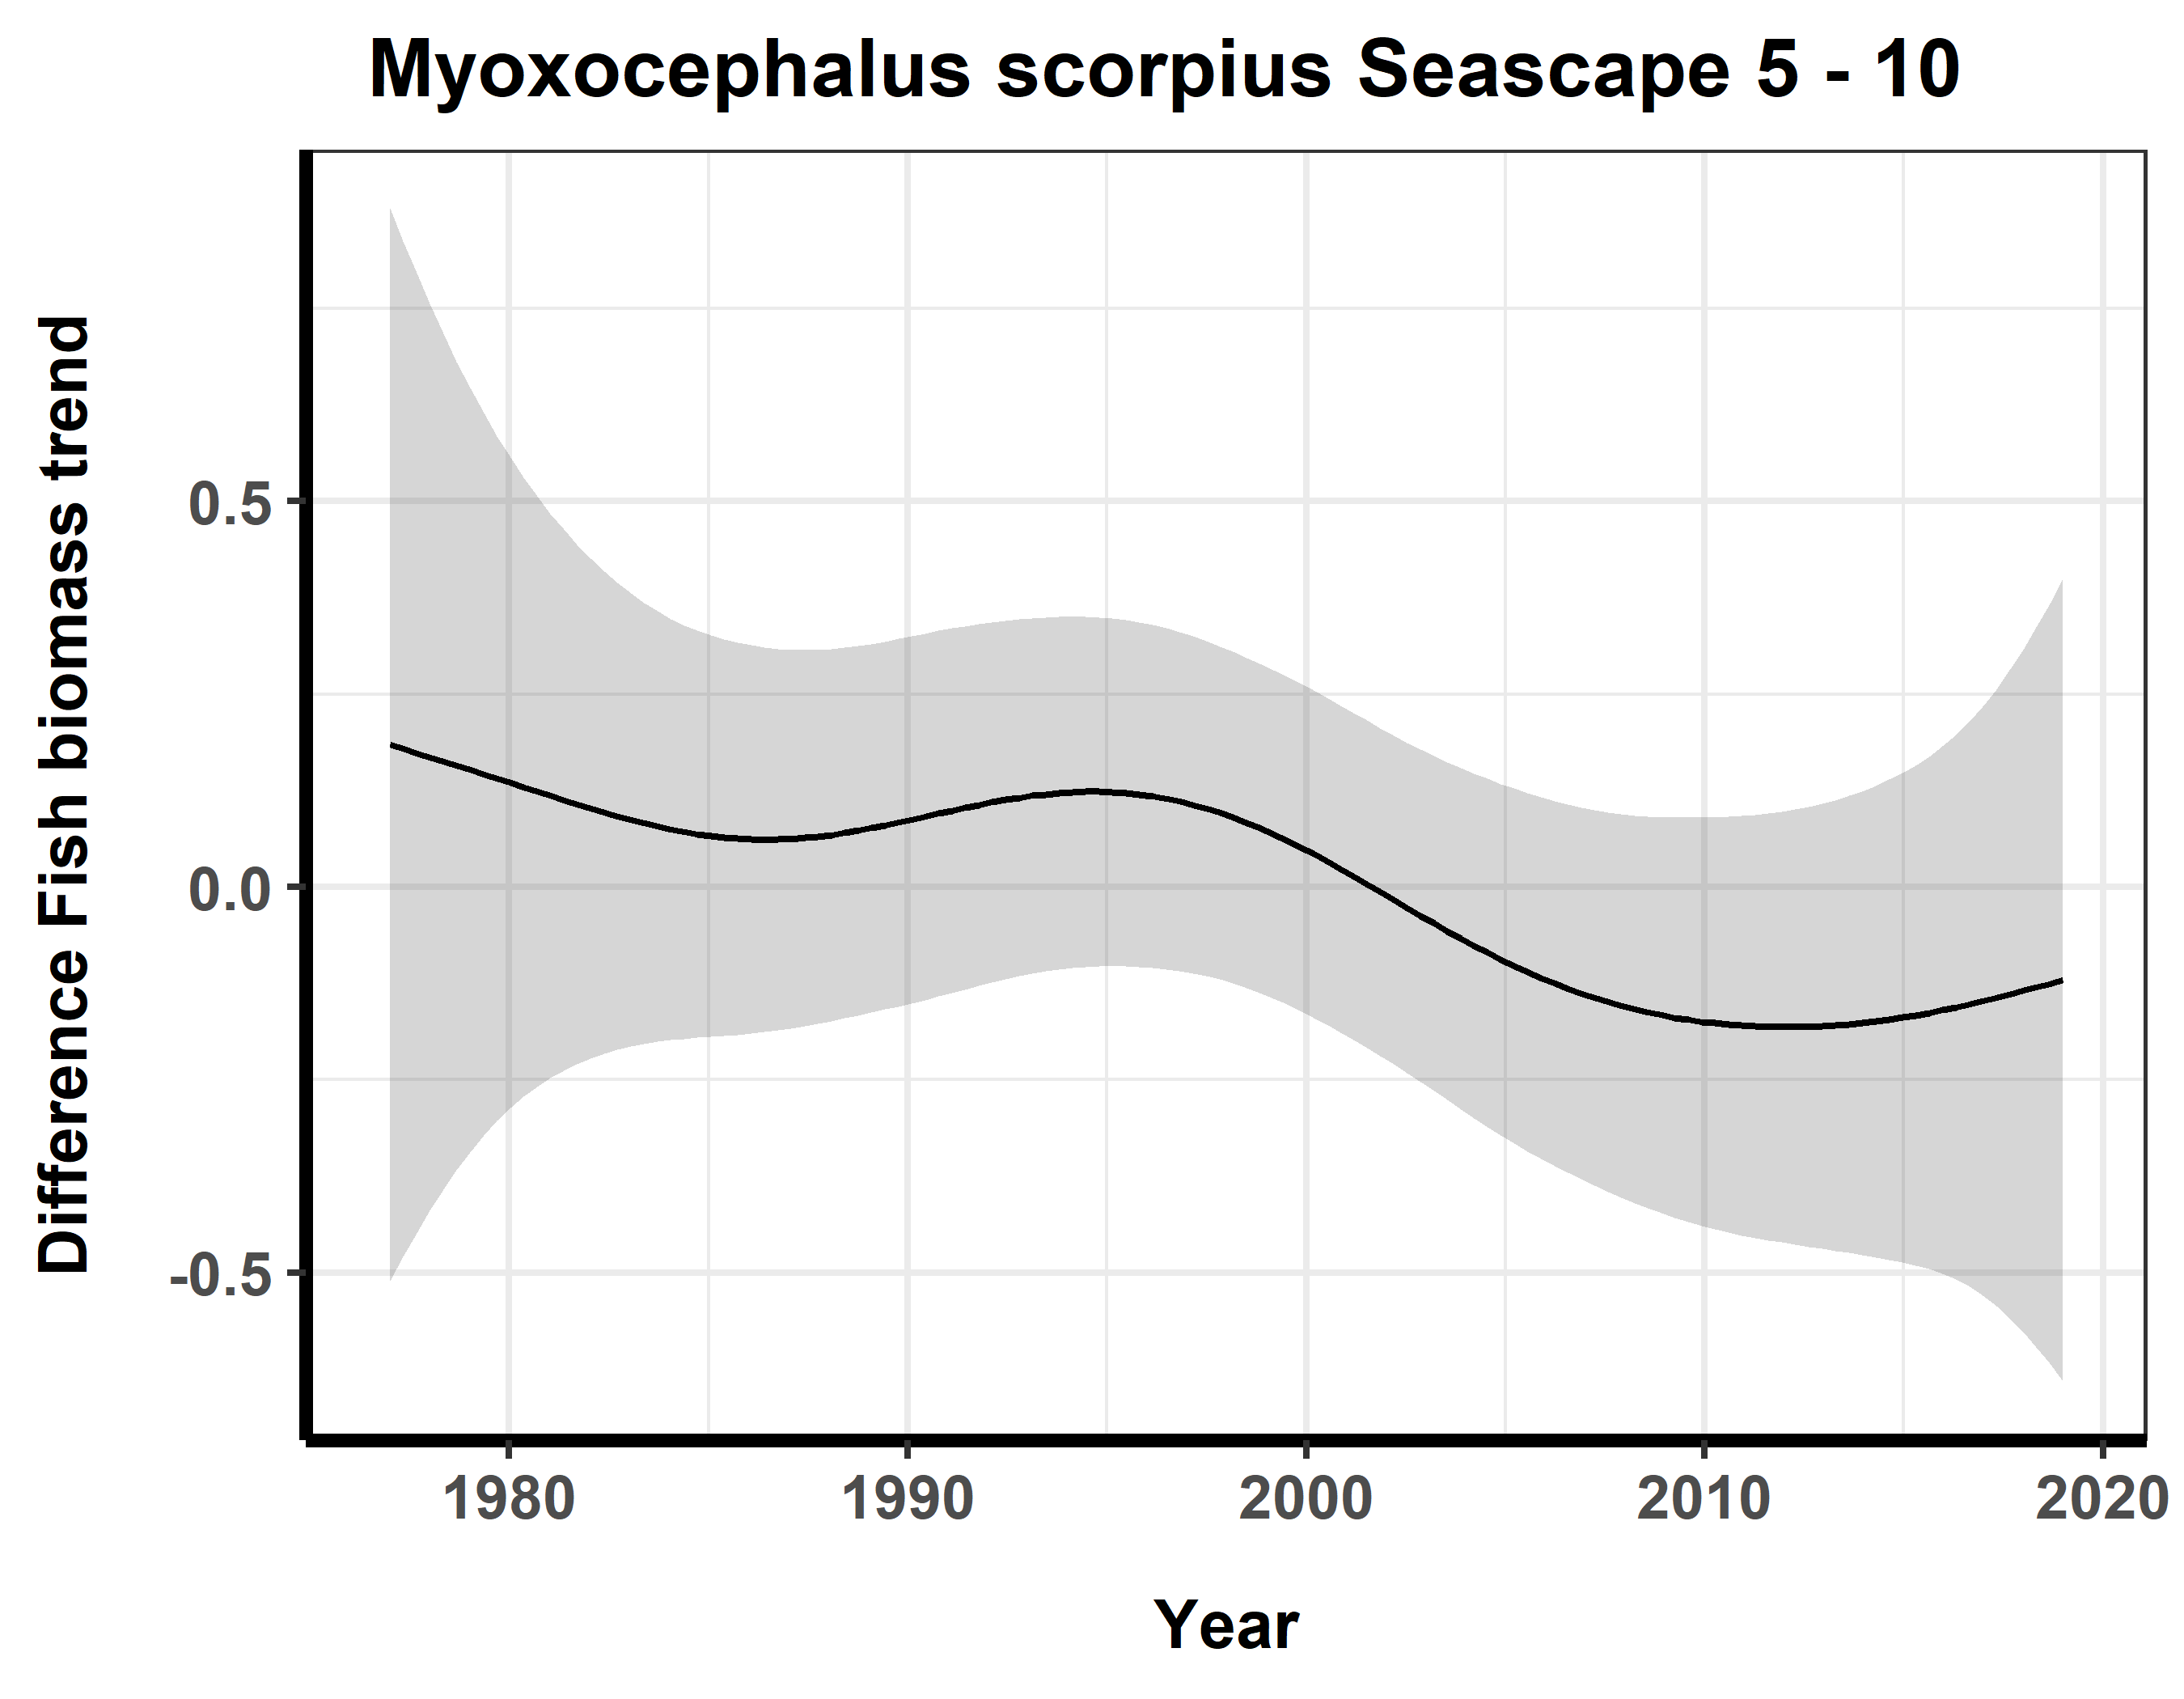 Myoxocephalus scorpius Seascape 5 - 10
Difference Fish biomass trend
0.5
0.0
-0.5
1980 1990 2000 2010 2020
Year